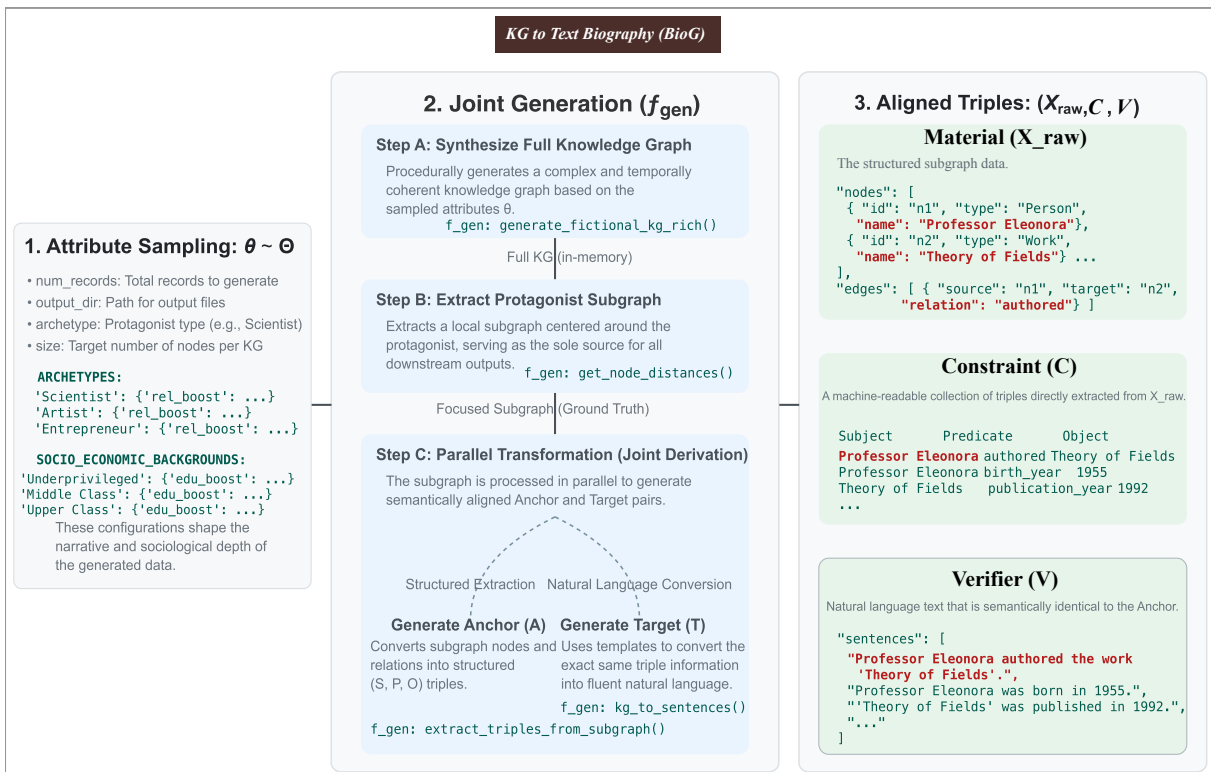 KG to Text Biography (BioG)
1. Attribute Sampling: θ ~ Θ
• num_records: Total records to generate
• output_dir: Path for output files
• archetype: Protagonist type (e.g., Scientist)
• size: Target number of nodes per KG
ARCHETYPES:
'Scientist': {'rel_boost': ...}
'Artist': {'rel_boost': ...}
'Entrepreneur': {'rel_boost': ...}
SOCIO_ECONOMIC_BACKGROUNDS:
'Underprivileged': {'edu_boost': ...}
'Middle Class': {'edu_boost': ...}
'Upper Class': {'edu_boost': ...}
These configurations shape the
narrative and sociological depth of
the generated data.
2. Joint Generation (fgen)
Step A: Synthesize Full Knowledge Graph
Procedurally generates a complex and temporally
coherent knowledge graph based on the
sampled attributes θ.
f_gen: generate_fictional_kg_rich()
Full KG (in-memory)
Step B: Extract Protagonist Subgraph
Extracts a local subgraph centered around the
protagonist, serving as the sole source for all
downstream outputs.
f_gen: get_node_distances()
Focused Subgraph (Ground Truth)
Step C: Parallel Transformation (Joint Derivation)
The subgraph is processed in parallel to generate
semantically aligned Anchor and Target pairs.
Structured Extraction
Natural Language Conversion
Generate Anchor (A)
Converts subgraph nodes and
relations into structured
(S, P, O) triples.
f_gen: extract_triples_from_subgraph()
Generate Target (T)
Uses templates to convert the
exact same triple information
into fluent natural language.
f_gen: kg_to_sentences()
3. Aligned Triples: (Xraw, C , V)
Material (X_raw)
The structured subgraph data.
"nodes": [
{ "id": "n1", "type": "Person",
"name": "Professor Eleonora"},
{ "id": "n2", "type": "Work",
"name": "Theory of Fields"} ...
],
"edges": [ { "source": "n1", "target": "n2",
"relation": "authored"} ]
Constraint (C)
A machine-readable collection of triples directly extracted from X_raw.
Subject Predicate Object
Professor Eleonora authored Theory of Fields
Professor Eleonora birth_year 1955
Theory of Fields publication_year 1992
...
Verifier (V)
Natural language text that is semantically identical to the Anchor.
"sentences": [
"Professor Eleonora authored the work
'Theory of Fields'.",
"Professor Eleonora was born in 1955.",
"'Theory of Fields' was published in 1992.",
"..."
]